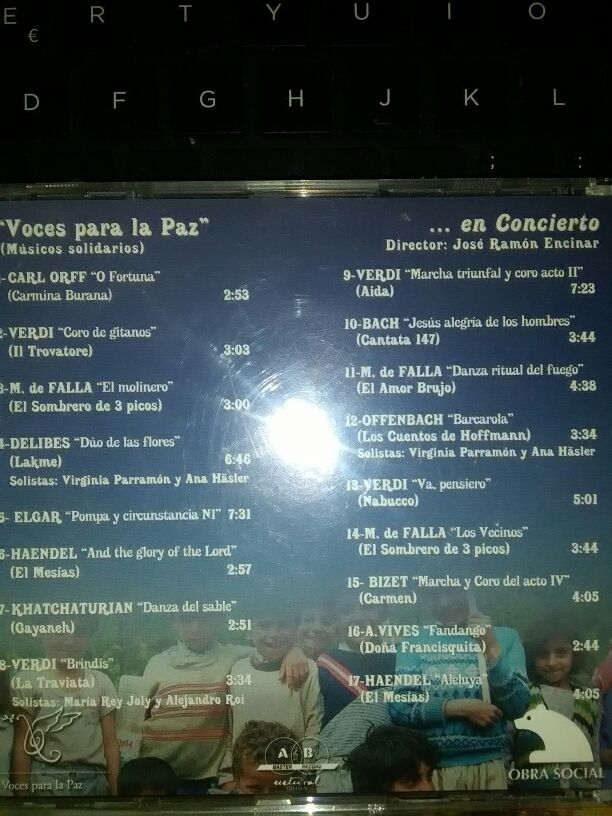 E R T Y U I O
€
D F G H J K L
"Voces para la Paz"
(Músicos solidarios)
... en Concierto
Director: José Ramón Encinar
-CARL ORFF "O Fortuna"
(Carmina Burana) 2:53
2-VERDI "Coro de gitanos"
(Il Trovatore) 3:03
3-M. de FALLA "El molinero"
(El Sombrero de 3 picos) 3:00
4-DELIBES "Dúo de las flores"
(Lakme) 6:46
Solistas: Virginia Parramón y Ana Häsler
5- ELGAR "Pompa y circunstancia N1" 7:31
6-HAENDEL "And the glory of the Lord"
(El Mesías) 2:57
7-KHATCHATURIAN "Danza del sable"
(Gayaneh) 2:51
8-VERDI "Brindis"
(La Traviata) 3:34
Solistas: María Rey Joly y Alejandro Roi
9-VERDI "Marcha triunfal y coro acto II"
(Aida) 7:23
10-BACH "Jesús alegría de los hombres"
(Cantata 147) 3:44
11-M. de FALLA "Danza ritual del fuego"
(El Amor Brujo) 4:38
12-OFFENBACH "Barcarola"
(Los Cuentos de Hoffmann) 3:34
Solistas: Virginia Parramón y Ana Häsler
13-VERDI "Va, pensiero"
(Nabucco) 5:01
14-M. de FALLA "Los Vecinos"
(El Sombrero de 3 picos) 3:44
15- BIZET "Marcha y Coro del acto IV"
(Carmen) 4:05
16-A.VIVES "Fandango"
(Doña Francisquita) 2:44
17-HAENDEL "Aleluya"
(El Mesías) 4:05
Voces para la Paz
A B
MASTER
natural
OBRA SOCIAL